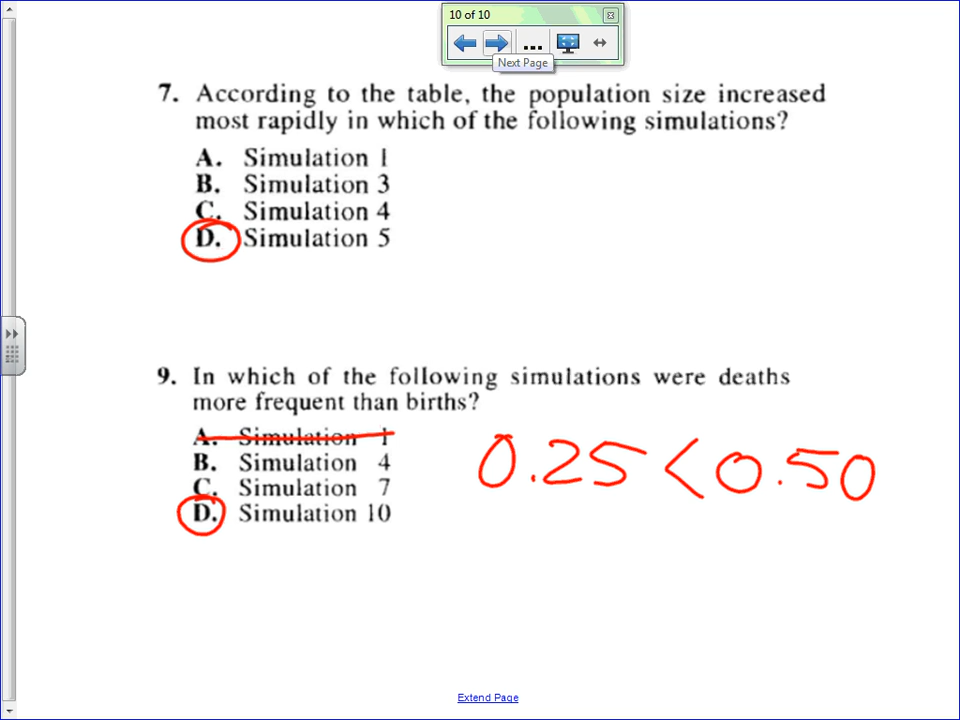 10 of 10
...
Next Page
7. According to the table, the population size increased
most rapidly in which of the following simulations?
A. Simulation 1
B. Simulation 3
C. Simulation 4
D. Simulation 5
9. In which of the following simulations were deaths
more frequent than births?
A. Simulation 1
B. Simulation 4
C. Simulation 7
D. Simulation 10
0.25 < 0.50
Extend Page